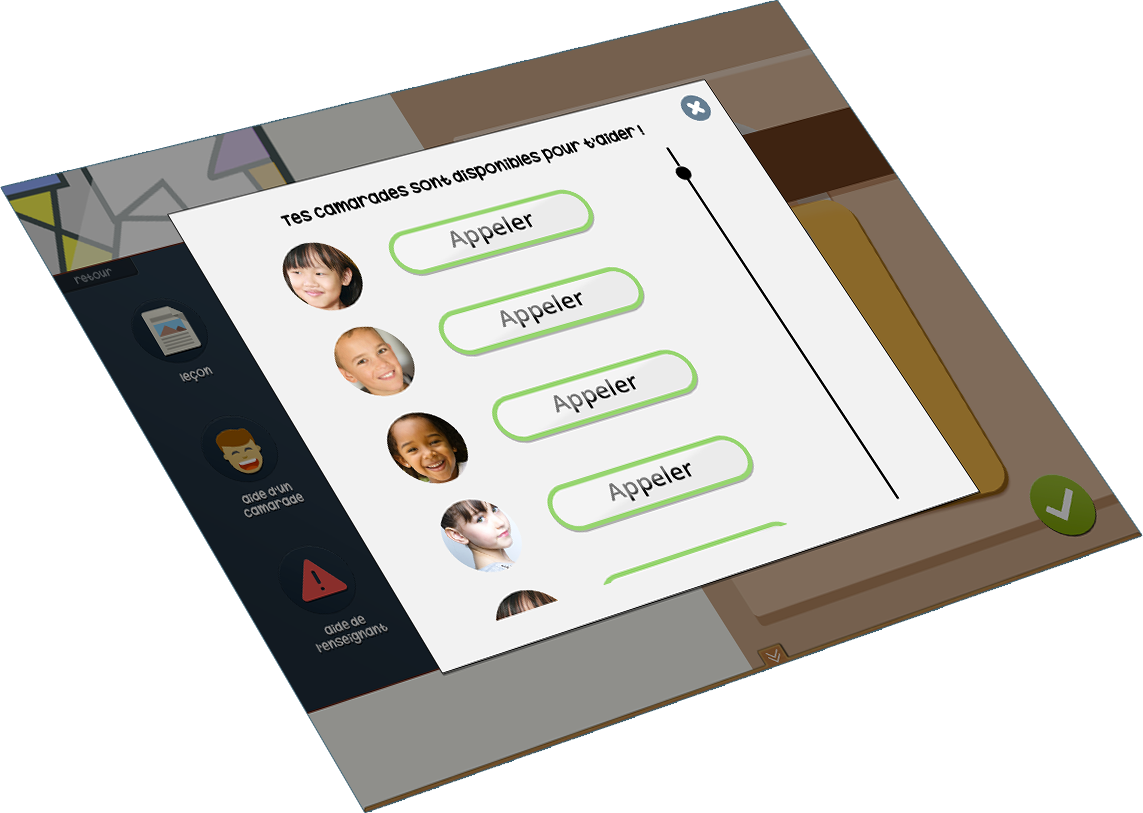 Tes camarades sont disponibles pour t'aider !
Appeler
Appeler
Appeler
Appeler
retour
leçon
aide d'un
camarade
aide de
l'enseignant